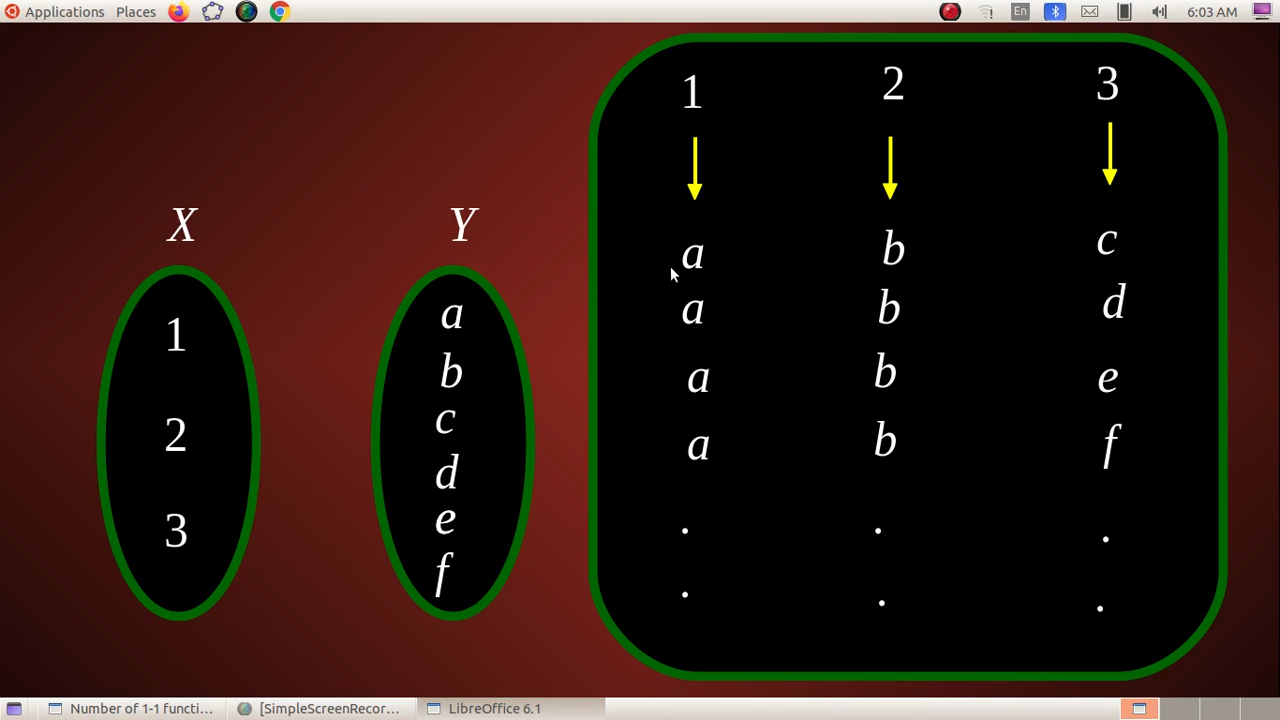 Applications Places En 6:03 AM
X Y
1
2
3
a
b
c
d
e
f
1 2 3
a b c
a b d
a b e
a b f
. . .
. . .
Number of 1-1 functi... [SimpleScreenRecor... LibreOffice 6.1